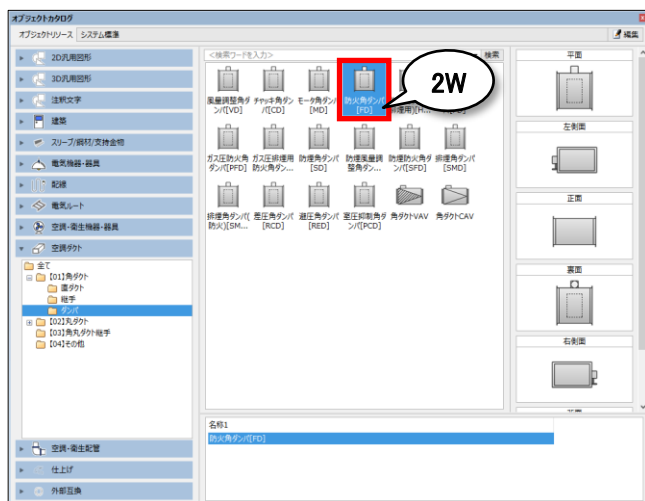 オブジェクトカタログ
オブジェクトリソース システム標準
編集
2D汎用図形
3D汎用図形
注釈文字
建築
スリーブ/鋼材/支持金物
電気機器・器具
配線
電気ルート
空調・衛生機器・器具
空調ダクト
全て
【01】角ダクト
直ダクト
継手
ダンパ
【02】丸ダクト
【03】角丸ダクト継手
【04】その他
空調・衛生配管
仕上げ
外部互換
<検索ワードを入力>
検索
2W
風量調整角ダ チャッキ角ダン モータ角ダン 防火角ダンパ
ンパ[VD] パ[CD] パ[MD] [FD]
ガス圧防火角 ガス圧排煙用 防煙角ダンパ 防煙風量調 防煙防火角ダ 排煙角ダンパ
ダンパ[PFD] 防火角ダン... [SD] 整角ダン... ンパ[SFD] [SMD]
排煙角ダンパ( 差圧角ダンパ 避圧角ダンパ 室圧抑制角ダ 角ダクトVAV 角ダクトCAV
防火)[SM... [RCD] [RED] ンパ[PCD]
名称1
防火角ダンパ[FD]
平面
左側面
正面
裏面
右側面